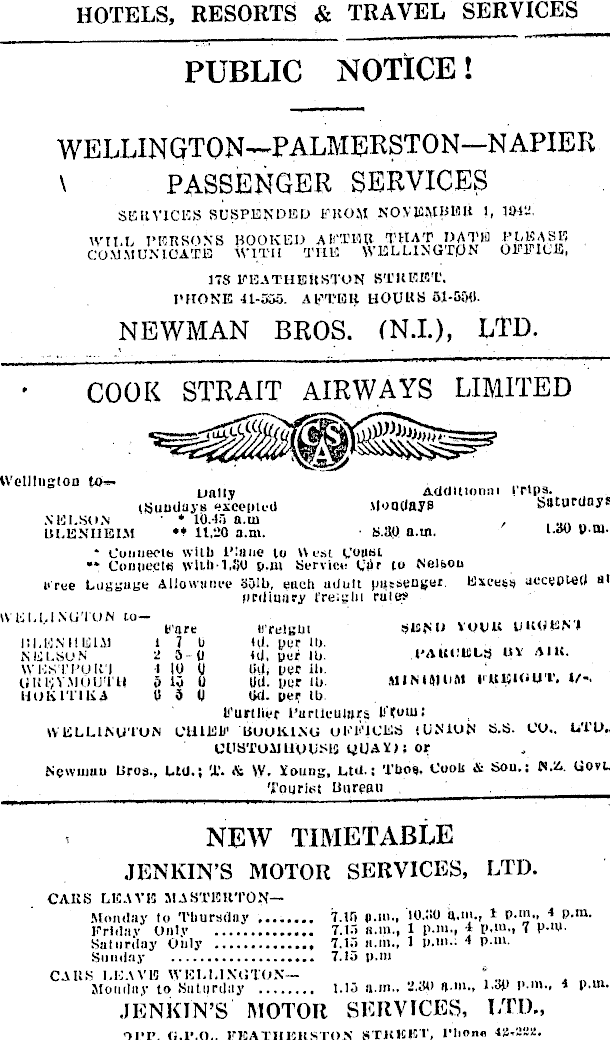 HOTELS, RESORTS & TRAVEL SERVICES
PUBLIC NOTICE!
WELLINGTON—PALMERSTON—NAPIER
PASSENGER SERVICES
SERVICES SUSPENDED FROM NOVEMBER 1, 1942.
WILL PERSONS BOOKED AFTER THAT DATE PLEASE
COMMUNICATE WITH THE WELLINGTON OFFICE,
178 FEATHERSTON STREET.
PHONE 41-555. AFTER HOURS 51-556.
NEWMAN BROS. (N.I.), LTD.
COOK STRAIT AIRWAYS LIMITED
CSA
Wellington to—
Daily Additional Trips.
(Sundays excepted Mondays Saturdays
NELSON * 10.45 a.m
BLENHEIM ** 11.20 a.m. 8.30 a.m. 1.30 p.m.
* Connects with Plane to West Coast
** Connects with 1.30 p.m Service Car to Nelson
Free Luggage Allowance 35lb, each adult passenger. Excess accepted at
ordinary freight rates
WELLINGTON to—
Fare Freight SEND YOUR URGENT
BLENHEIM 1 7 6 4d. per lb.
NELSON 2 5-0 4d. per lb. PARCELS BY AIR.
WESTPORT 4 10 0 6d. per lb.
GREYMOUTH 5 15 0 6d. per lb. MINIMUM FREIGHT, 1/-.
HOKITIKA 5 0 6d. per lb.
Further Particulars From:
WELLINGTON CHIEF BOOKING OFFICES (UNION S.S. CO., LTD.,
CUSTOMHOUSE QUAY); or
Newman Bros., Ltd.; T. & W. Young, Ltd.; Thos. Cook & Son.; N.Z. Govt.
Tourist Bureau
NEW TIMETABLE
JENKIN'S MOTOR SERVICES, LTD.
CARS LEAVE MASTERTON—
Monday to Thursday ........ 7.15 p.m., 10.30 a.m., 1 p.m., 4 p.m.
Friday Only .............. 7.15 a.m., 1 p.m., 4 p.m., 7 p.m.
Saturday Only ............. 7.15 a.m., 1 p.m.. 4 p.m.
Sunday .................. 7.15 p.m
CARS LEAVE WELLINGTON—
Monday to Saturday ........ 1.15 a.m., 2.30 a.m., 1.30 p.m., 4 p.m.
JENKIN'S MOTOR SERVICES, LTD.,
OPP. G.P.O., FEATHERSTON STREET, Phone 42-222.